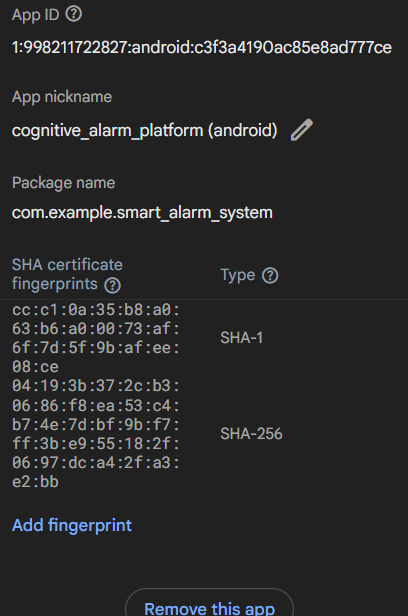 App ID
1:998211722827:android:c3f3a4190ac85e8ad777ce
App nickname
cognitive_alarm_platform (android)
Package name
com.example.smart_alarm_system
SHA certificate
fingerprints
Type
cc:c1:0a:35:b8:a0:
63:b6:a0:00:73:af:
6f:7d:5f:9b:af:ee:
08:ce
SHA-1
04:19:3b:37:2c:b3:
06:86:f8:ea:53:c4:
b7:4e:7d:bf:9b:f7:
ff:3b:e9:55:18:2f:
06:97:dc:a4:2f:a3:
e2:bb
SHA-256
Add fingerprint
Remove this app